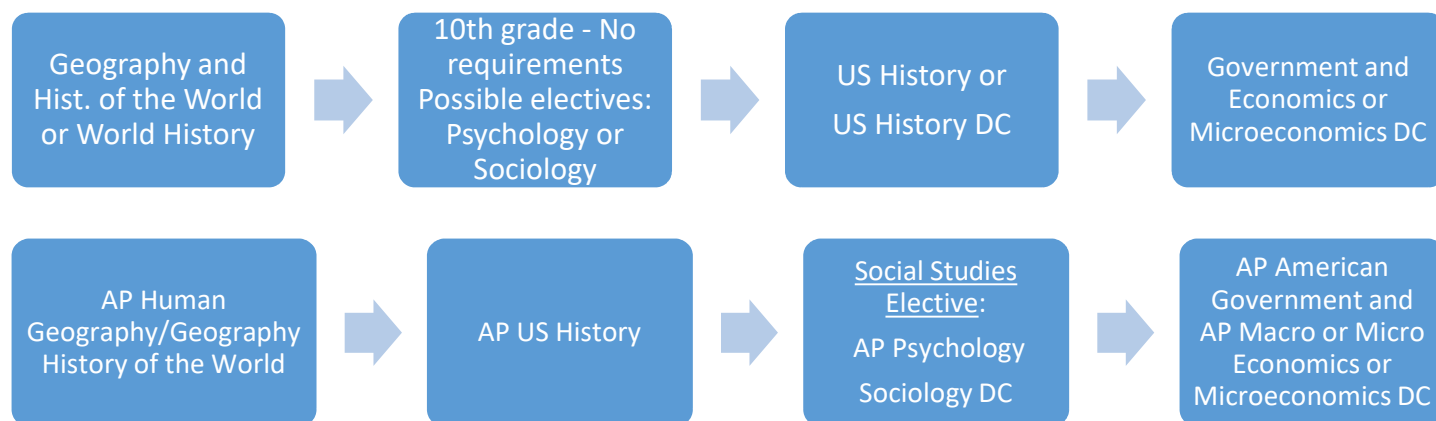 Geography and
Hist. of the World
or World History
10th grade - No
requirements
Possible electives:
Psychology or
Sociology
US History or
US History DC
Government and
Economics or
Microeconomics DC
AP Human
Geography/Geography
History of the World
AP US History
Social Studies
Elective:
AP Psychology
Sociology DC
AP American
Government and
AP Macro or Micro
Economics or
Microeconomics DC